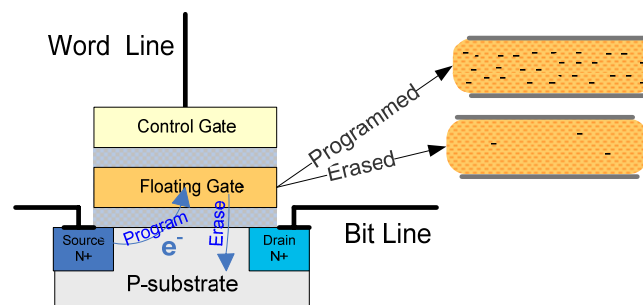 Word Line
Control Gate
Floating Gate
Program
Erase
e-
Source
N+
Drain
N+
P-substrate
Bit Line
Programmed
Erased